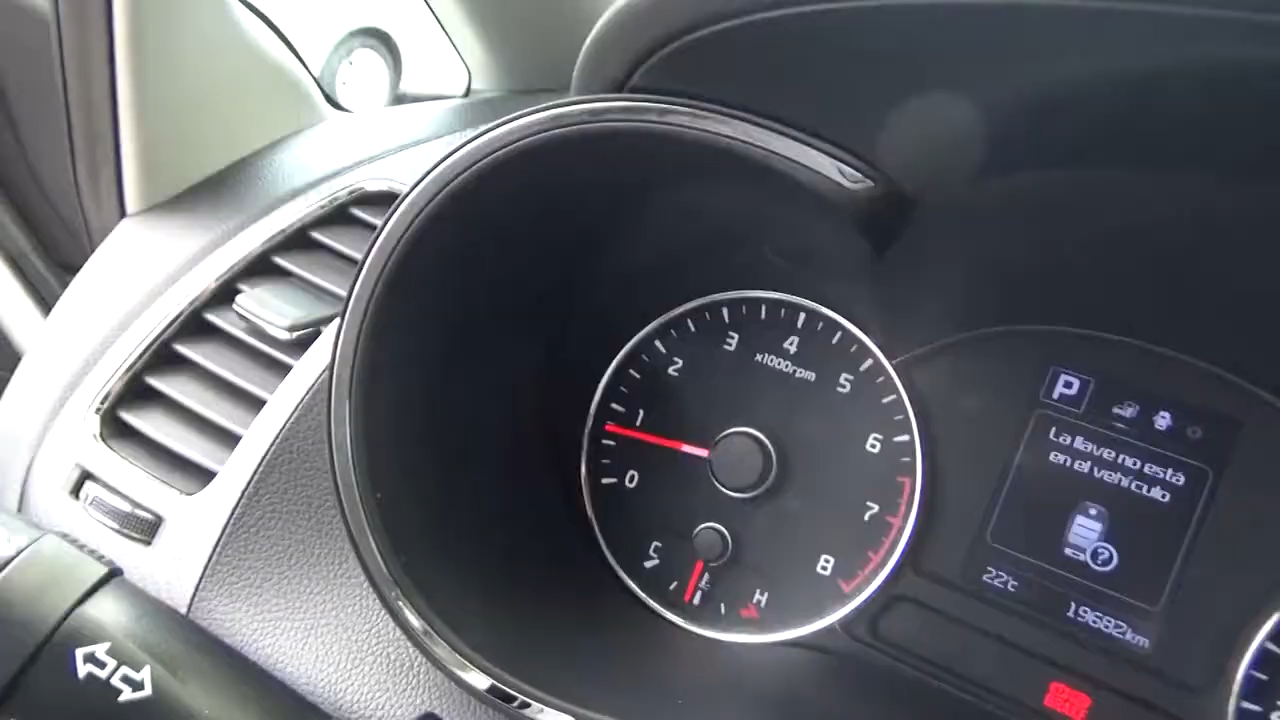 0
1
2
3
4
5
6
7
8
x1000rpm
C
H
P
La llave no está
en el vehículo
?
22°c
19682km